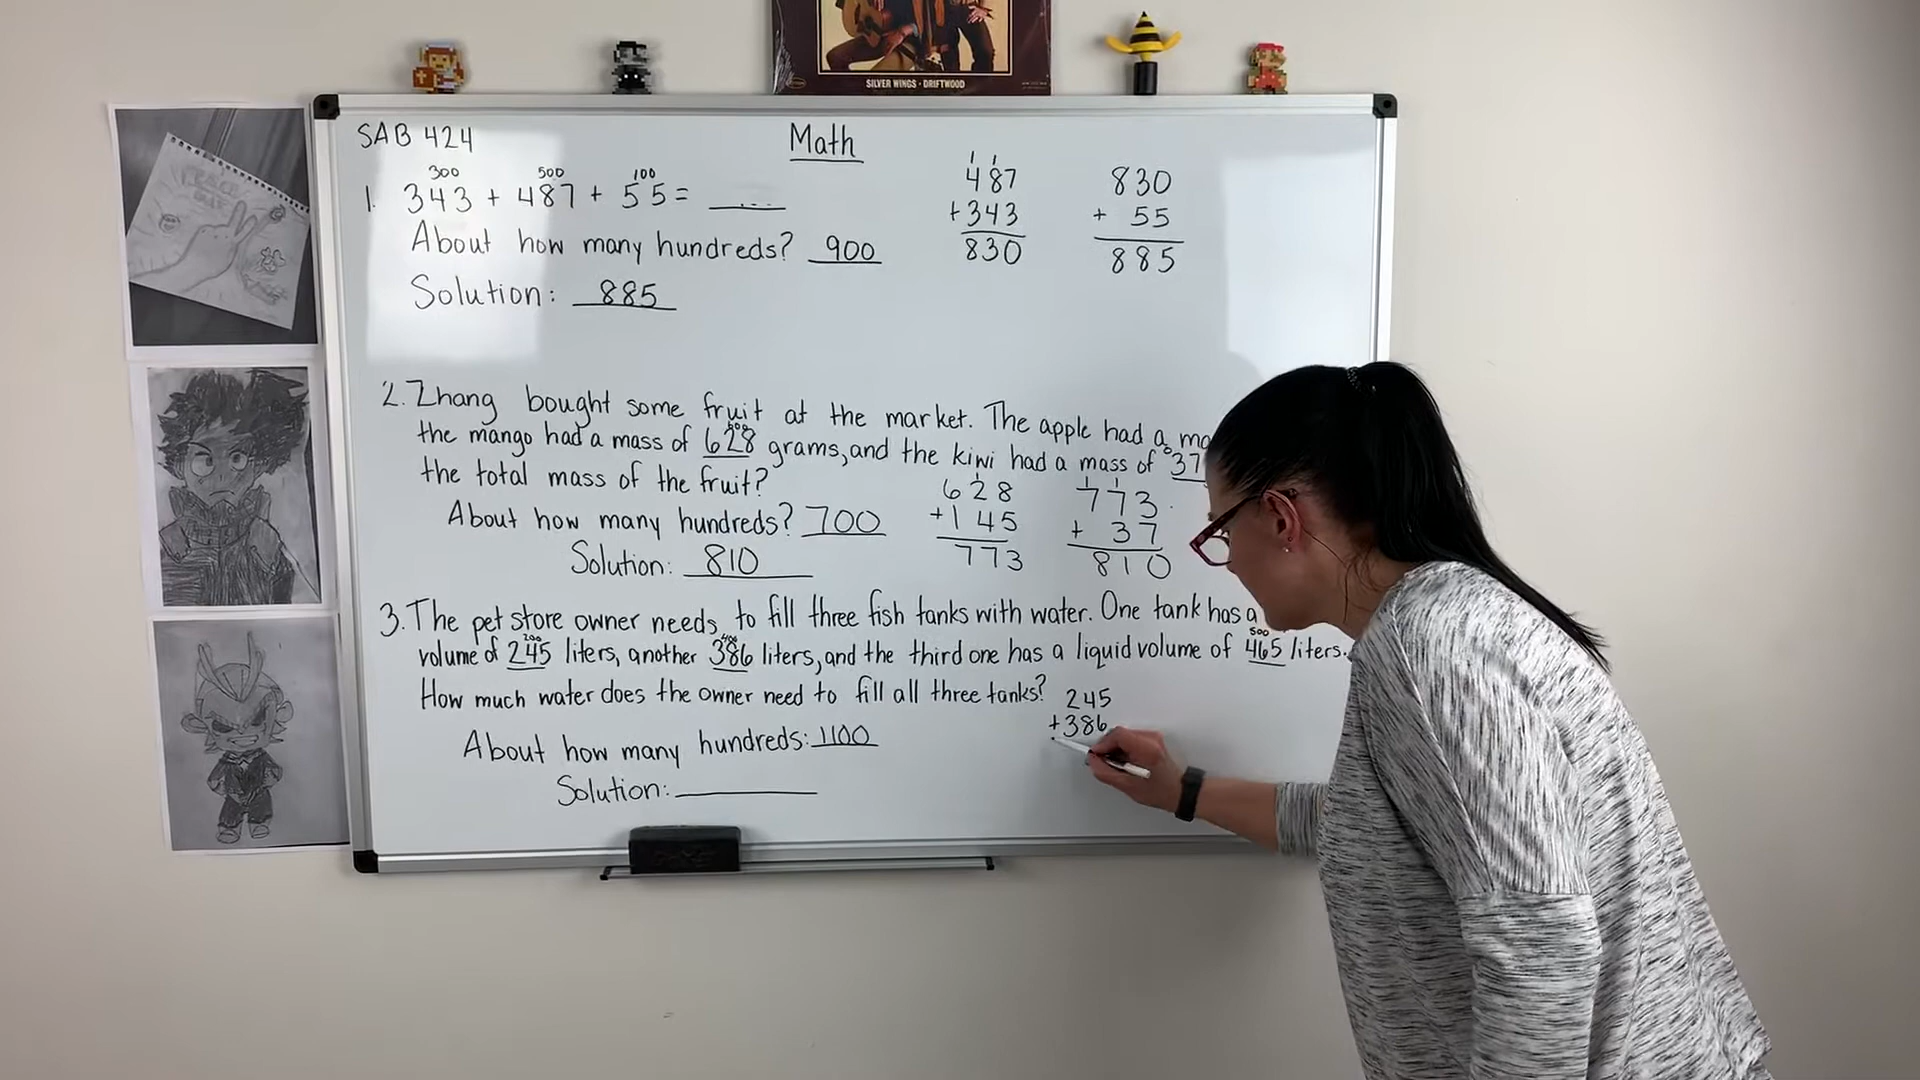 SILVER WINGS · DRIFTWOOD
SAB 424
Math
300 500 100
1. 343 + 487 + 55 =
About how many hundreds? 900
Solution: 885
1 1
487
+343
830
830
+ 55
885
2. Zhang bought some fruit at the market. The apple had a
the mango had a mass of 628 grams, and the kiwi had a mass of 37
the total mass of the fruit?
About how many hundreds? 700
Solution: 810
1
628
+145
773
1 1
773
+ 37
810
3. The pet store owner needs to fill three fish tanks with water. One tank has a
200 400 500
volume of 245 liters, another 386 liters, and the third one has a liquid volume of 465 liters.
How much water does the owner need to fill all three tanks?
About how many hundreds: 1100
Solution:
245
+386